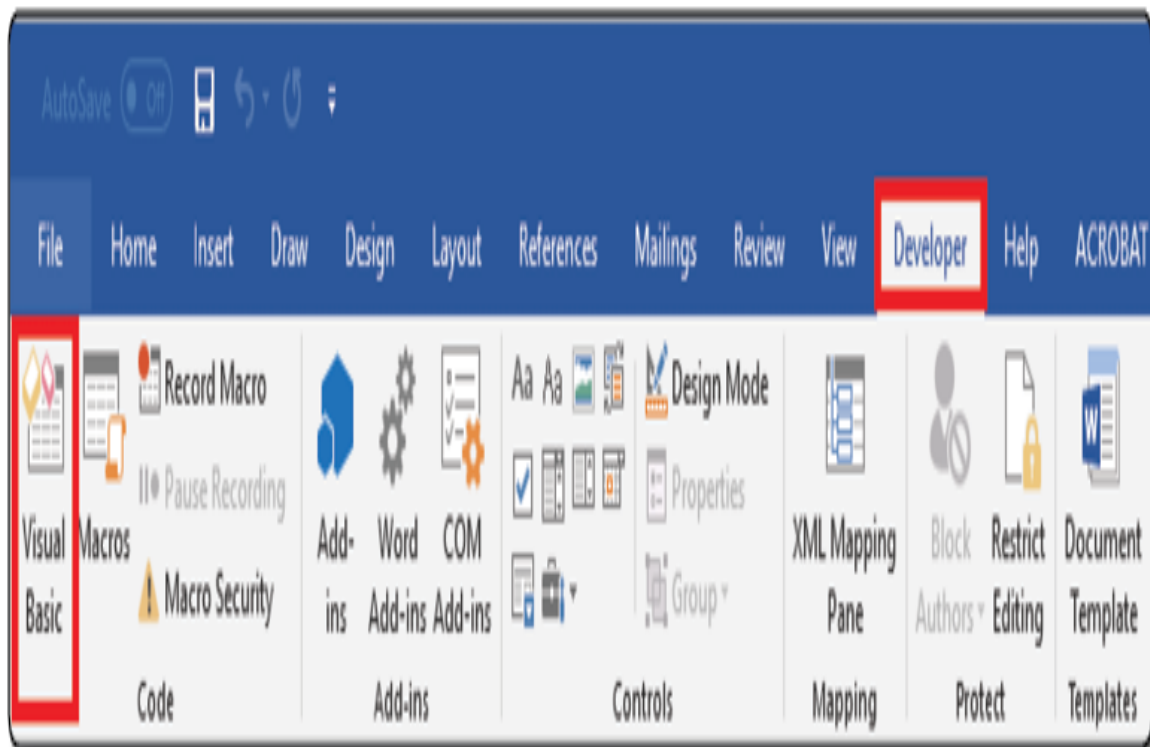 AutoSave Off
File Home Insert Draw Design Layout References Mailings Review View Developer Help ACROBAT
Visual Basic
Macros
Record Macro
Pause Recording
Macro Security
Code
Add-ins
Word Add-ins
COM Add-ins
Add-ins
Aa Aa
Design Mode
Properties
Group
Controls
XML Mapping Pane
Mapping
Block Authors
Restrict Editing
Protect
W
Document Template
Templates